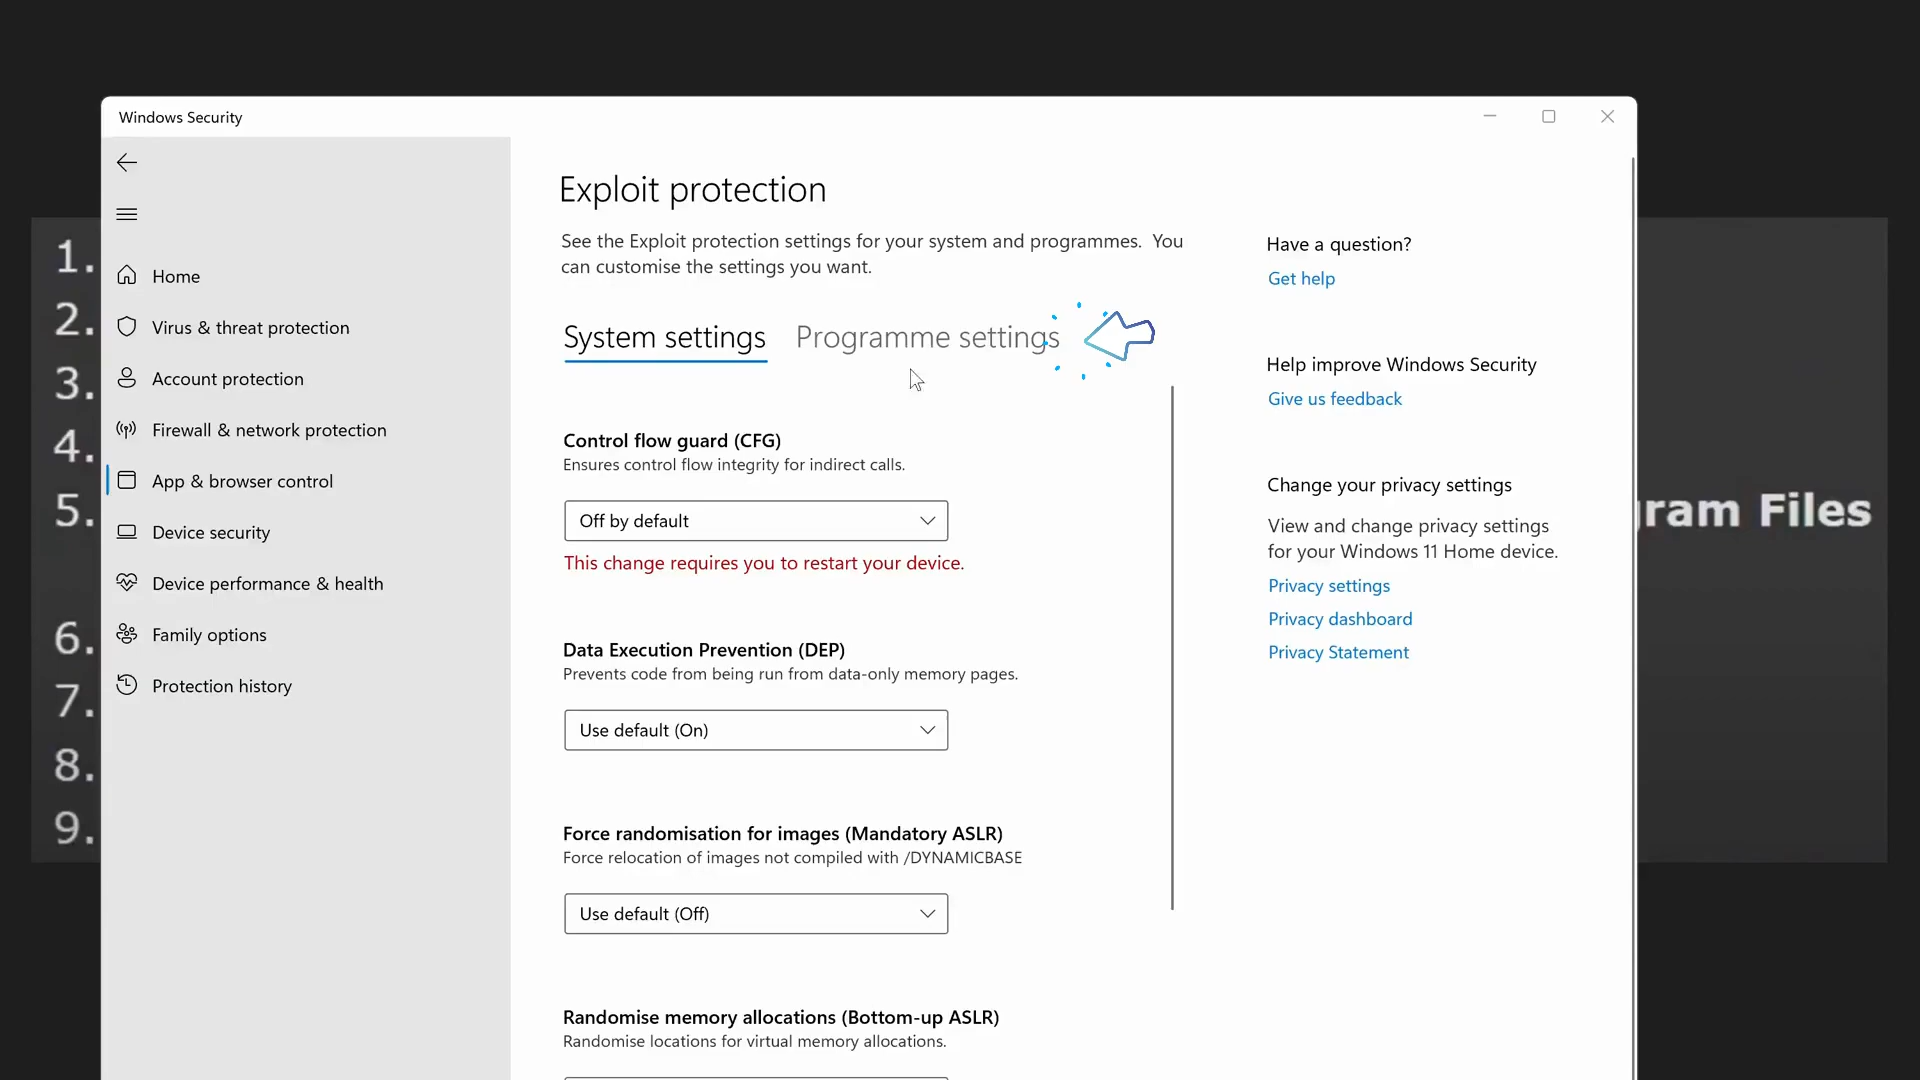 Windows Security
Home
Virus & threat protection
Account protection
Firewall & network protection
App & browser control
Device security
Device performance & health
Family options
Protection history
Exploit protection
See the Exploit protection settings for your system and programmes.  You
can customise the settings you want.
System settings
Programme settings
Control flow guard (CFG)
Ensures control flow integrity for indirect calls.
Off by default
This change requires you to restart your device.
Data Execution Prevention (DEP)
Prevents code from being run from data-only memory pages.
Use default (On)
Force randomisation for images (Mandatory ASLR)
Force relocation of images not compiled with /DYNAMICBASE
Use default (Off)
Randomise memory allocations (Bottom-up ASLR)
Randomise locations for virtual memory allocations.
Have a question?
Get help
Help improve Windows Security
Give us feedback
Change your privacy settings
View and change privacy settings
for your Windows 11 Home device.
Privacy settings
Privacy dashboard
Privacy Statement
1.
2.
3.
4.
5.
gram Files
6.
7.
8.
9.